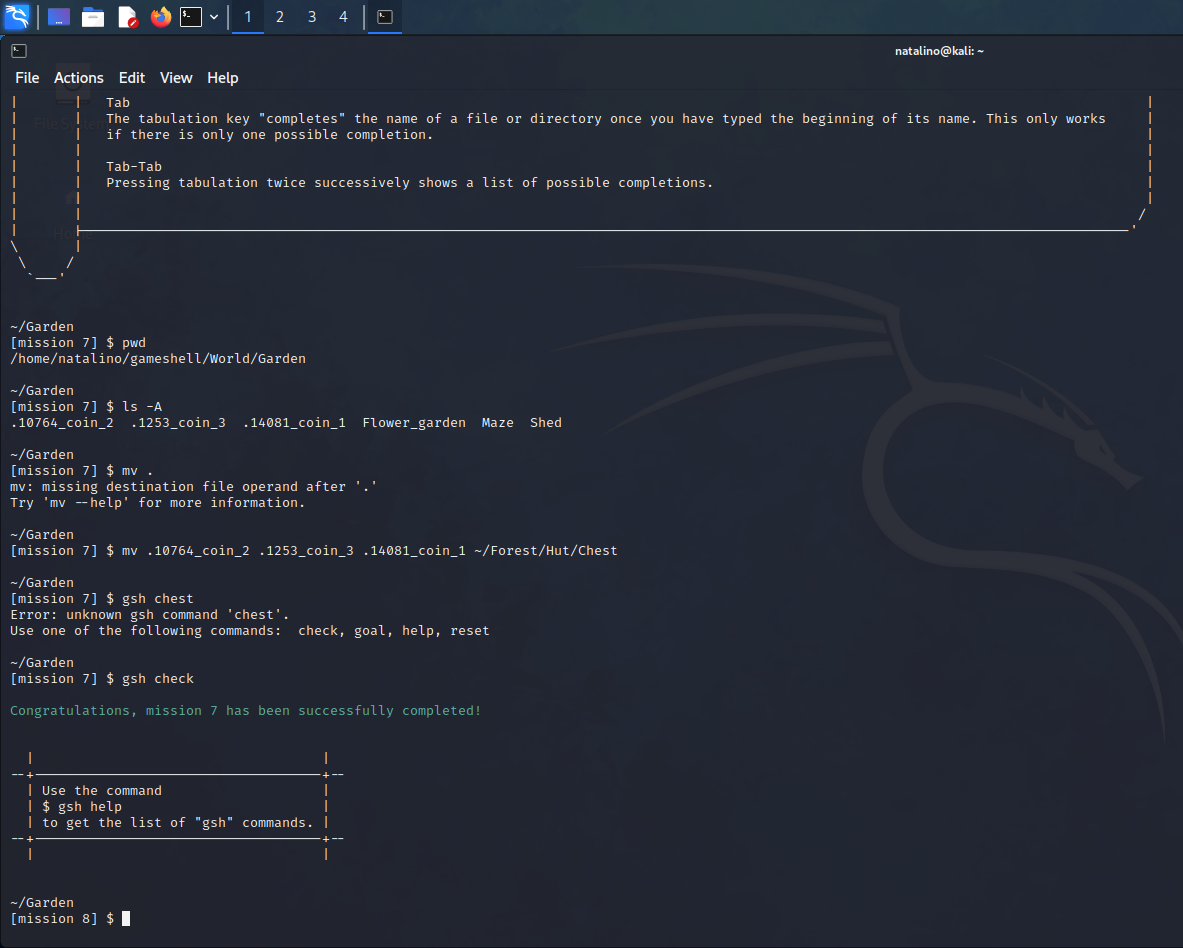 1 2 3 4
natalino@kali: ~
File Actions Edit View Help
Tab
The tabulation key "completes" the name of a file or directory once you have typed the beginning of its name. This only works
if there is only one possible completion.
Tab-Tab
Pressing tabulation twice successively shows a list of possible completions.
~/Garden
[mission 7] $ pwd
/home/natalino/gameshell/World/Garden
~/Garden
[mission 7] $ ls -A
.10764_coin_2 .1253_coin_3 .14081_coin_1 Flower_garden Maze Shed
~/Garden
[mission 7] $ mv .
mv: missing destination file operand after '.'
Try 'mv --help' for more information.
~/Garden
[mission 7] $ mv .10764_coin_2 .1253_coin_3 .14081_coin_1 ~/Forest/Hut/Chest
~/Garden
[mission 7] $ gsh chest
Error: unknown gsh command 'chest'.
Use one of the following commands: check, goal, help, reset
~/Garden
[mission 7] $ gsh check
Congratulations, mission 7 has been successfully completed!
Use the command
$ gsh help
to get the list of "gsh" commands.
~/Garden
[mission 8] $